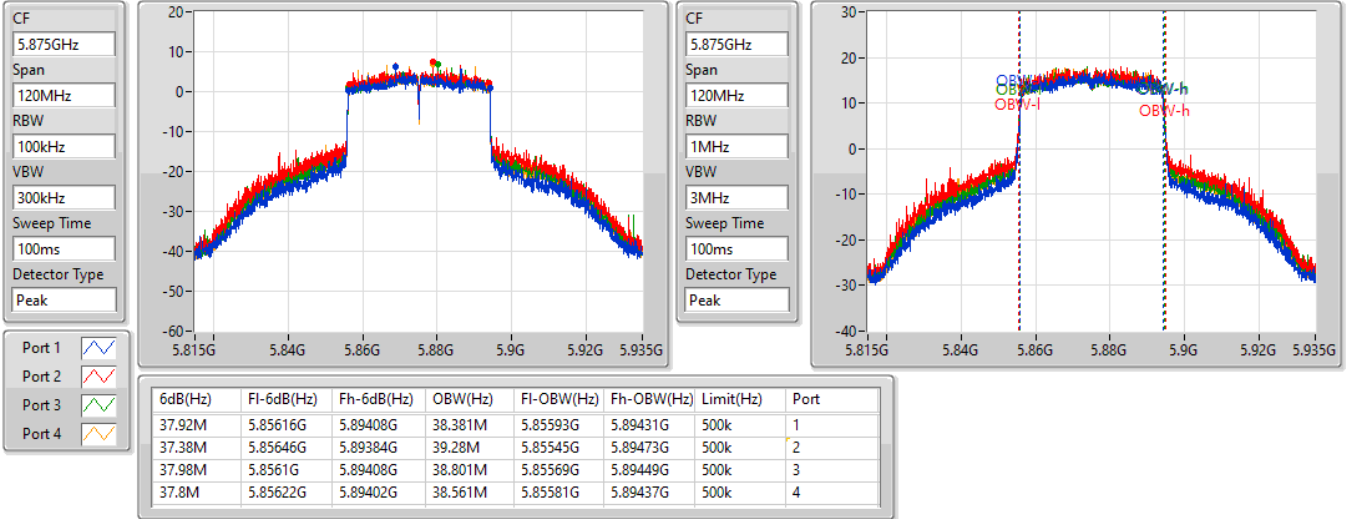 CF
5.875GHz
Span
120MHz
RBW
100kHz
VBW
300kHz
Sweep Time
100ms
Detector Type
Peak
20
10
0
-10
-20
-30
-40
-50
-60
5.815G 5.84G 5.86G 5.88G 5.9G 5.92G 5.935G
CF
5.875GHz
Span
120MHz
RBW
1MHz
VBW
3MHz
Sweep Time
100ms
Detector Type
Peak
30
20
10
0
-10
-20
-30
-40
OBW-l
OBW-h
OBW-h
5.815G 5.84G 5.86G 5.88G 5.9G 5.92G 5.935G
Port 1
Port 2
Port 3
Port 4
6dB(Hz) Fl-6dB(Hz) Fh-6dB(Hz) OBW(Hz) Fl-OBW(Hz) Fh-OBW(Hz) Limit(Hz) Port
37.92M 5.85616G 5.89408G 38.381M 5.85593G 5.89431G 500k 1
37.38M 5.85646G 5.89384G 39.28M 5.85545G 5.89473G 500k 2
37.98M 5.8561G 5.89408G 38.801M 5.85569G 5.89449G 500k 3
37.8M 5.85622G 5.89402G 38.561M 5.85581G 5.89437G 500k 4